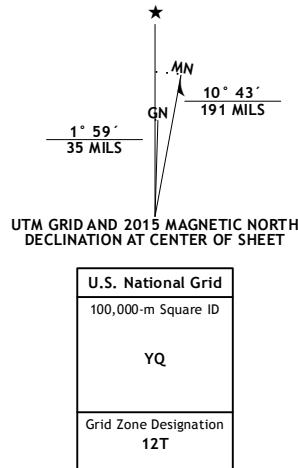 ★
MN
GN
10° 43´
191 MILS
1° 59´
35 MILS
UTM GRID AND 2015 MAGNETIC NORTH
DECLINATION AT CENTER OF SHEET
U.S. National Grid
100,000-m Square ID
YQ
Grid Zone Designation
12T